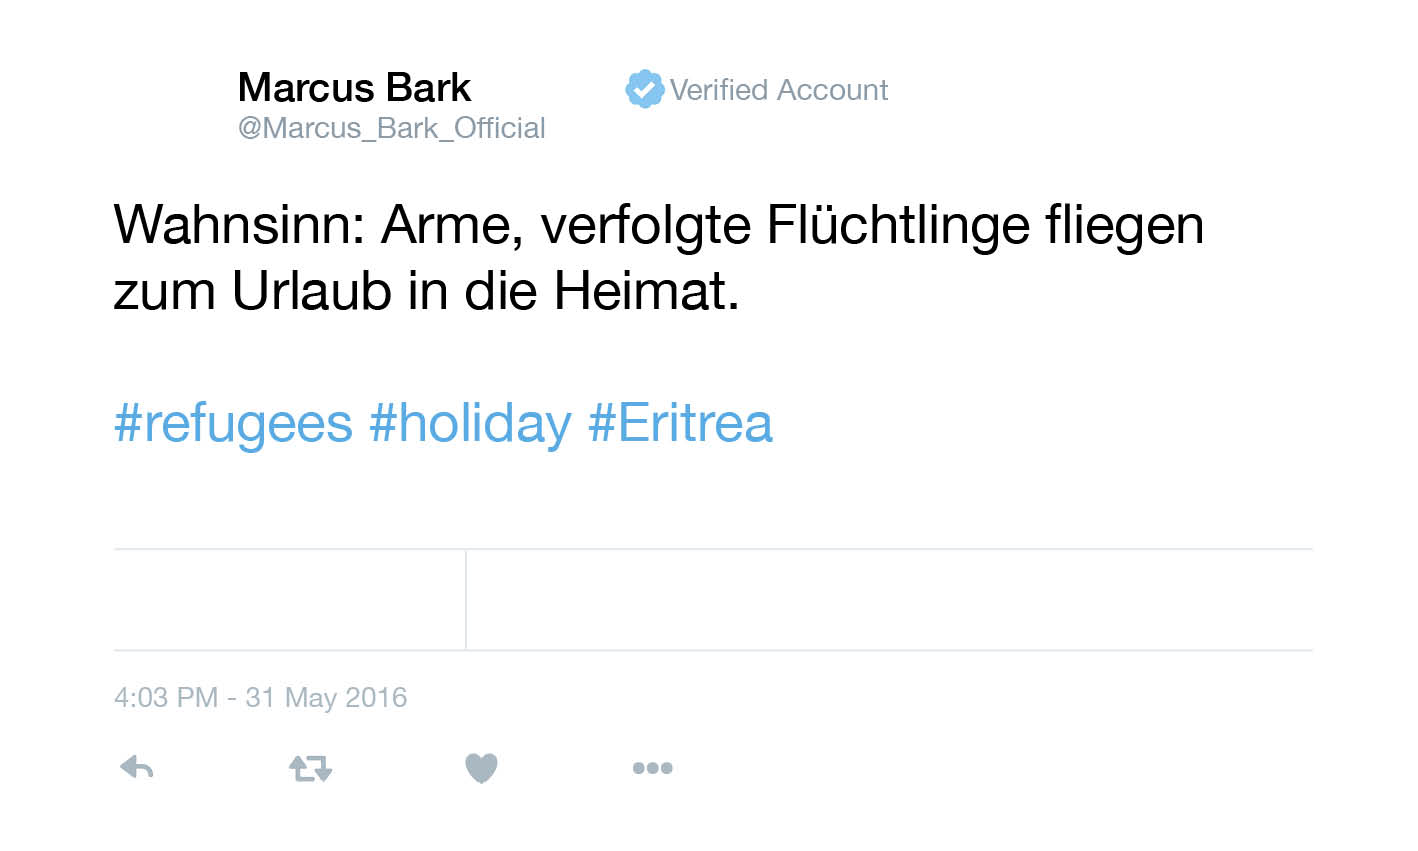 Marcus Bark
Verified Account
@Marcus_Bark_Official
Wahnsinn: Arme, verfolgte Flüchtlinge fliegen
zum Urlaub in die Heimat.
#refugees #holiday #Eritrea
4:03 PM - 31 May 2016